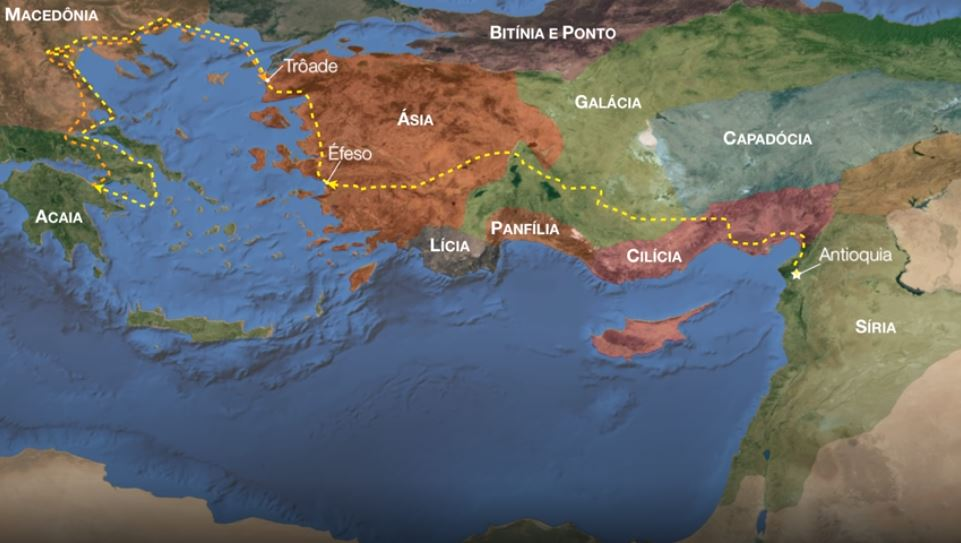 MACEDÔNIA
BITÍNIA E PONTO
Trôade
GALÁCIA
ÁSIA
CAPADÓCIA
Éfeso
ACAIA
PANFÍLIA
LÍCIA
CILÍCIA
Antioquia
SÍRIA